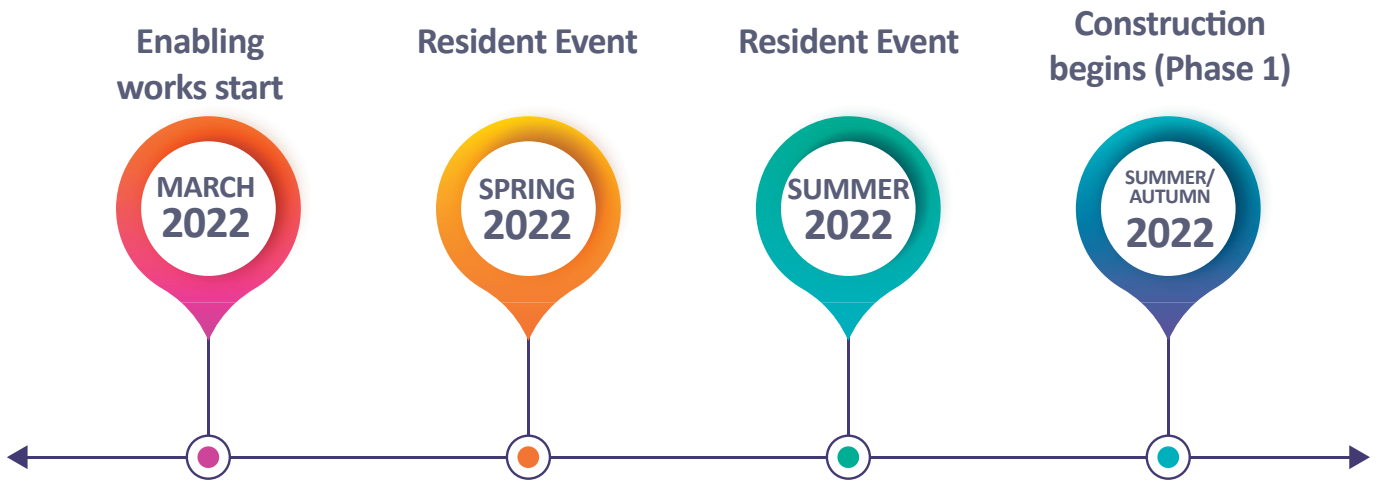 Enabling
works start
MARCH
2022
Resident Event
SPRING
2022
Resident Event
SUMMER
2022
Construction
begins (Phase 1)
SUMMER/
AUTUMN
2022